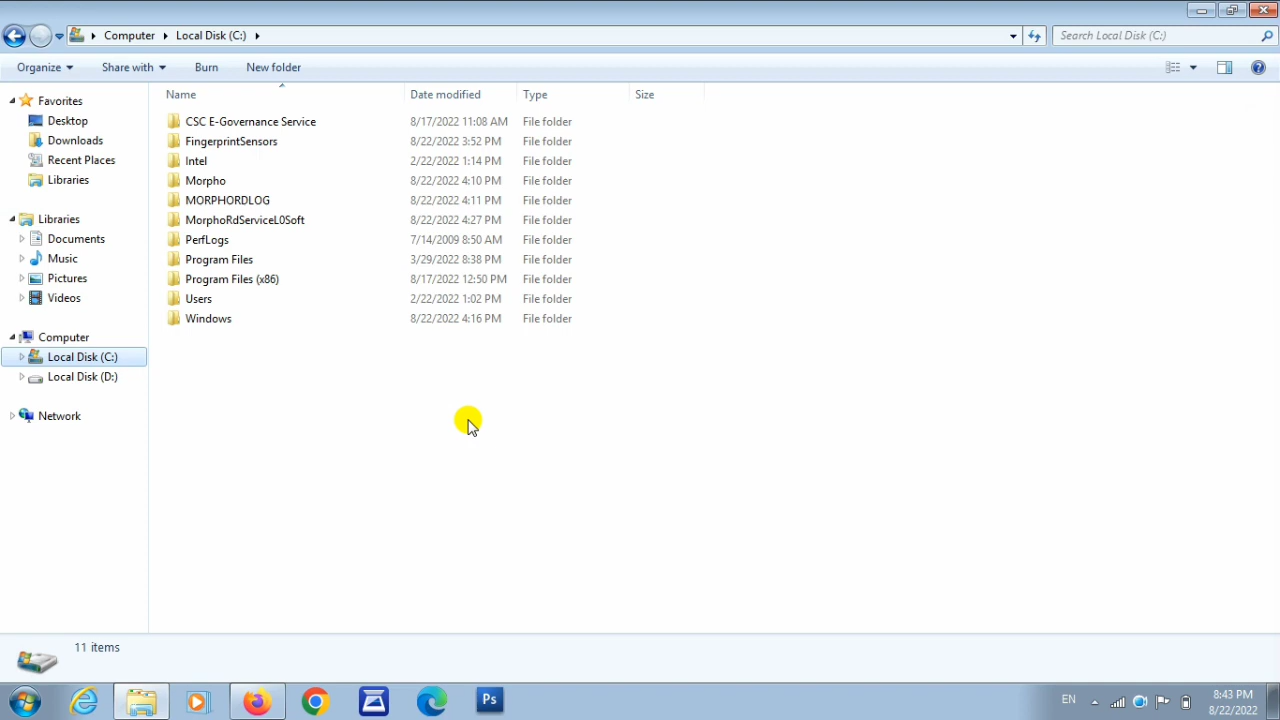 Computer Local Disk (C:)
Search Local Disk (C:)
Organize Share with Burn New folder
Name Date modified Type Size
Favorites
Desktop
Downloads
Recent Places
Libraries
Libraries
Documents
Music
Pictures
Videos
Computer
Local Disk (C:)
Local Disk (D:)
Network
CSC E-Governance Service 8/17/2022 11:08 AM File folder
FingerprintSensors 8/22/2022 3:52 PM File folder
Intel 2/22/2022 1:14 PM File folder
Morpho 8/22/2022 4:10 PM File folder
MORPHORDLOG 8/22/2022 4:11 PM File folder
MorphoRdServiceL0Soft 8/22/2022 4:27 PM File folder
PerfLogs 7/14/2009 8:50 AM File folder
Program Files 3/29/2022 8:38 PM File folder
Program Files (x86) 8/17/2022 12:50 PM File folder
Users 2/22/2022 1:02 PM File folder
Windows 8/22/2022 4:16 PM File folder
11 items
Ps
EN
8:43 PM
8/22/2022